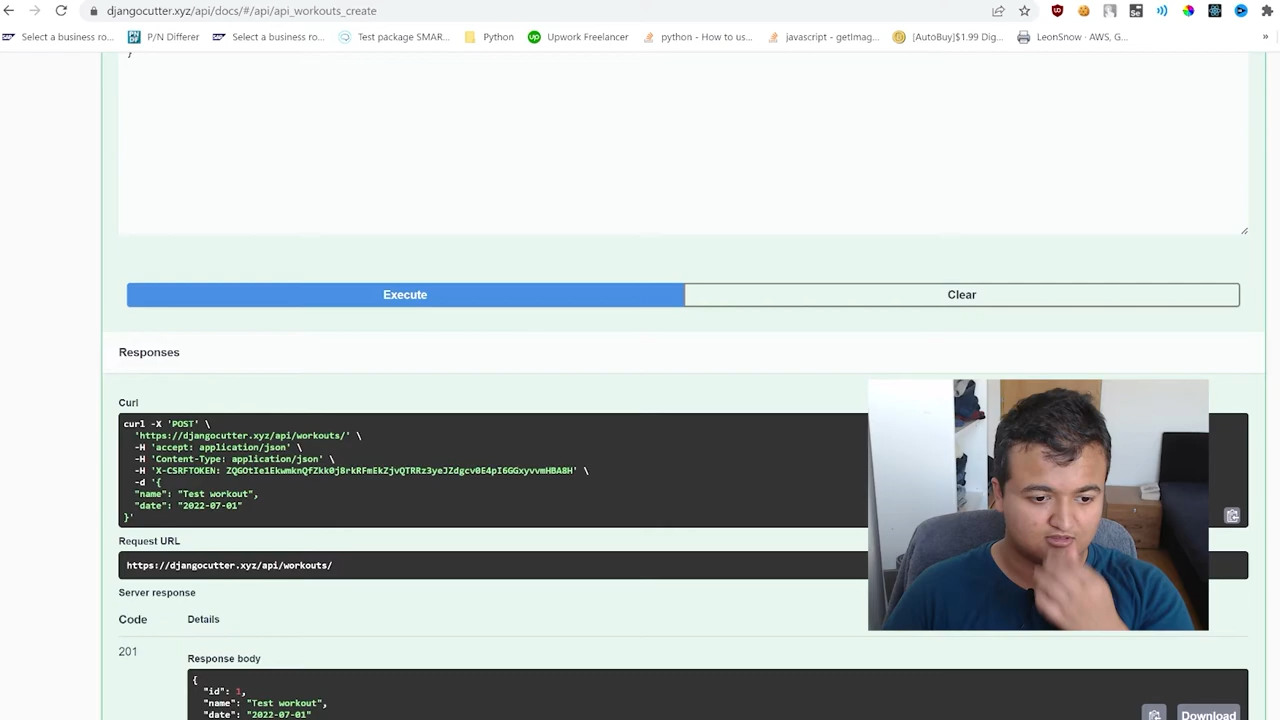 djangocutter.xyz/api/docs/#/api/api_workouts_create
Select a business ro... P/N Differer Select a business ro... Test package SMAR... Python Upwork Freelancer python - How to us... javascript - getImag... [AutoBuy]$1.99 Dig... LeonSnow · AWS, G... »
}
Execute Clear
Responses
Curl
curl -X 'POST' \
'https://djangocutter.xyz/api/workouts/' \
-H 'accept: application/json' \
-H 'Content-Type: application/json' \
-H 'X-CSRFTOKEN: \
-d '{
"name": "Test workout",
"date": "2022-07-01"
}'
Request URL
https://djangocutter.xyz/api/workouts/
Server response
Code Details
201
Response body
{
"id": 1,
"name": "Test workout",
"date": "2022-07-01"
Download